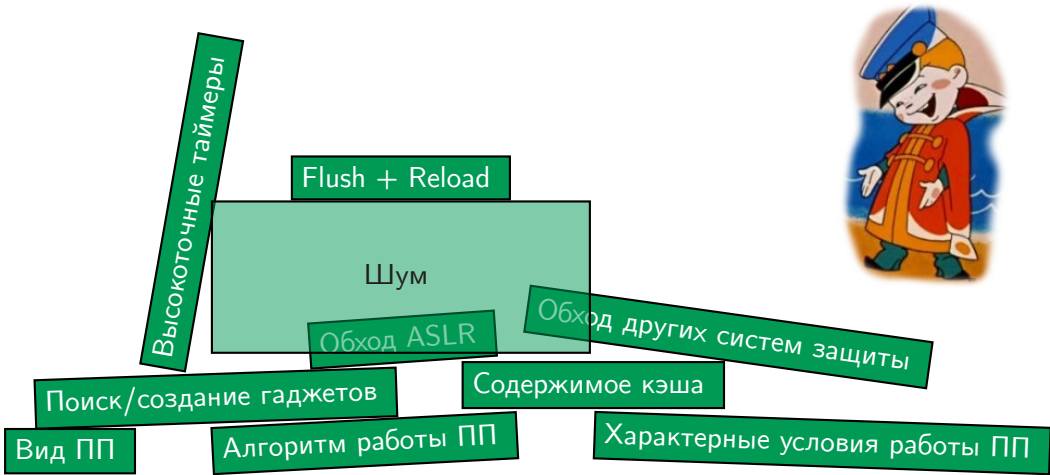 Высокоточные таймеры
Flush + Reload
Шум
Обход ASLR
Обход других систем защиты
Поиск/создание гаджетов
Содержимое кэша
Вид ПП
Алгоритм работы ПП
Характерные условия работы ПП